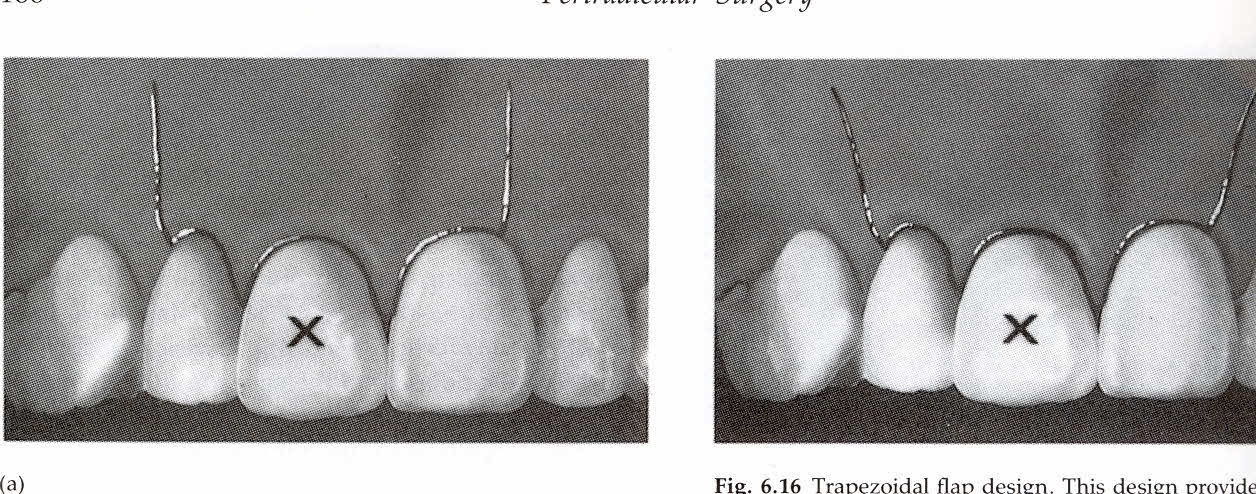 Periradicular Surgery
X
X
(a)
Fig. 6.16 Trapezoidal flap design. This design provide